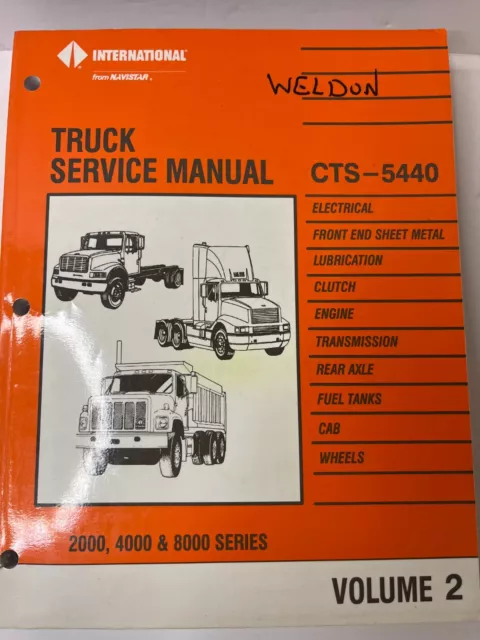 INTERNATIONAL®
from NAVISTAR.
WELDON
TRUCK
SERVICE MANUAL
CTS-5440
ELECTRICAL
FRONT END SHEET METAL
LUBRICATION
CLUTCH
ENGINE
TRANSMISSION
REAR AXLE
FUEL TANKS
CAB
WHEELS
2000, 4000 & 8000 SERIES
VOLUME 2